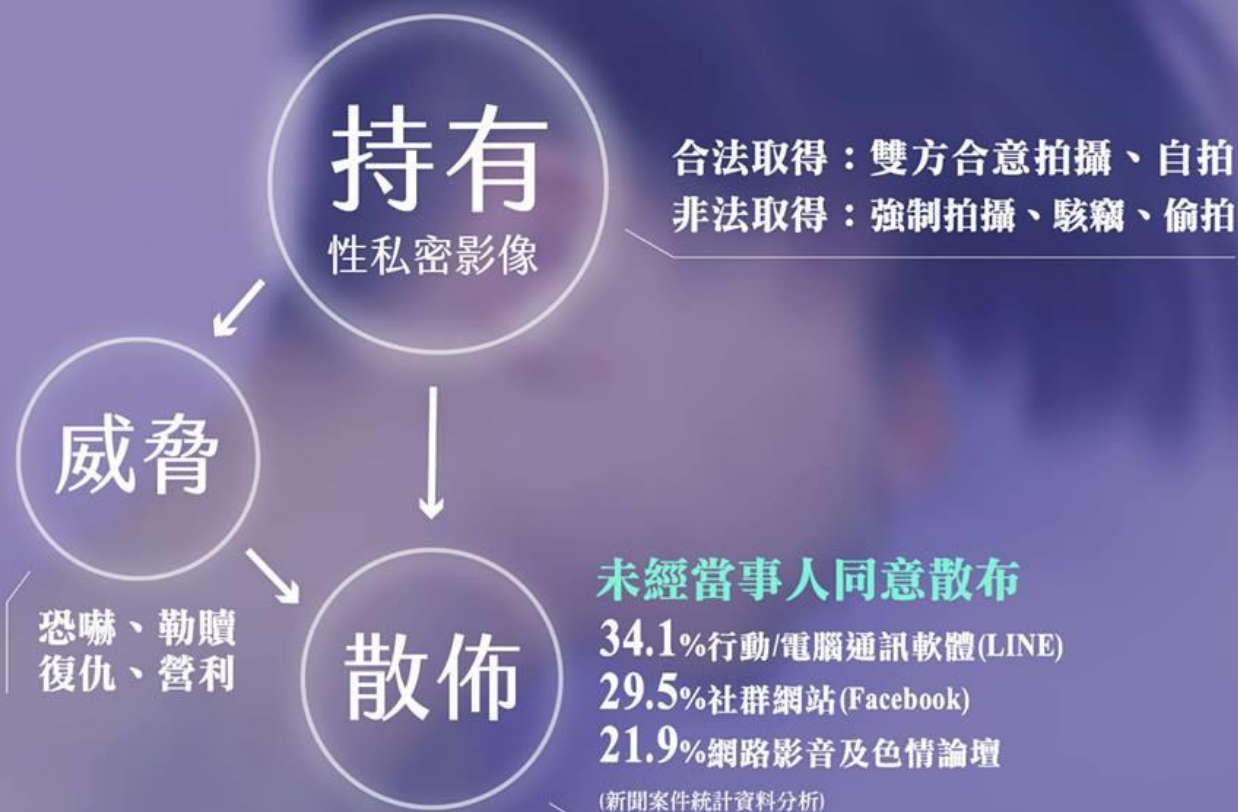 持有
性私密影像
合法取得：雙方合意拍攝、自拍
非法取得：強制拍攝、駭竊、偷拍
威脅
恐嚇、勒贖
復仇、營利
散佈
未經當事人同意散布
34.1%行動/電腦通訊軟體(LINE)
29.5%社群網站(Facebook)
21.9%網路影音及色情論壇
(新聞案件統計資料分析)